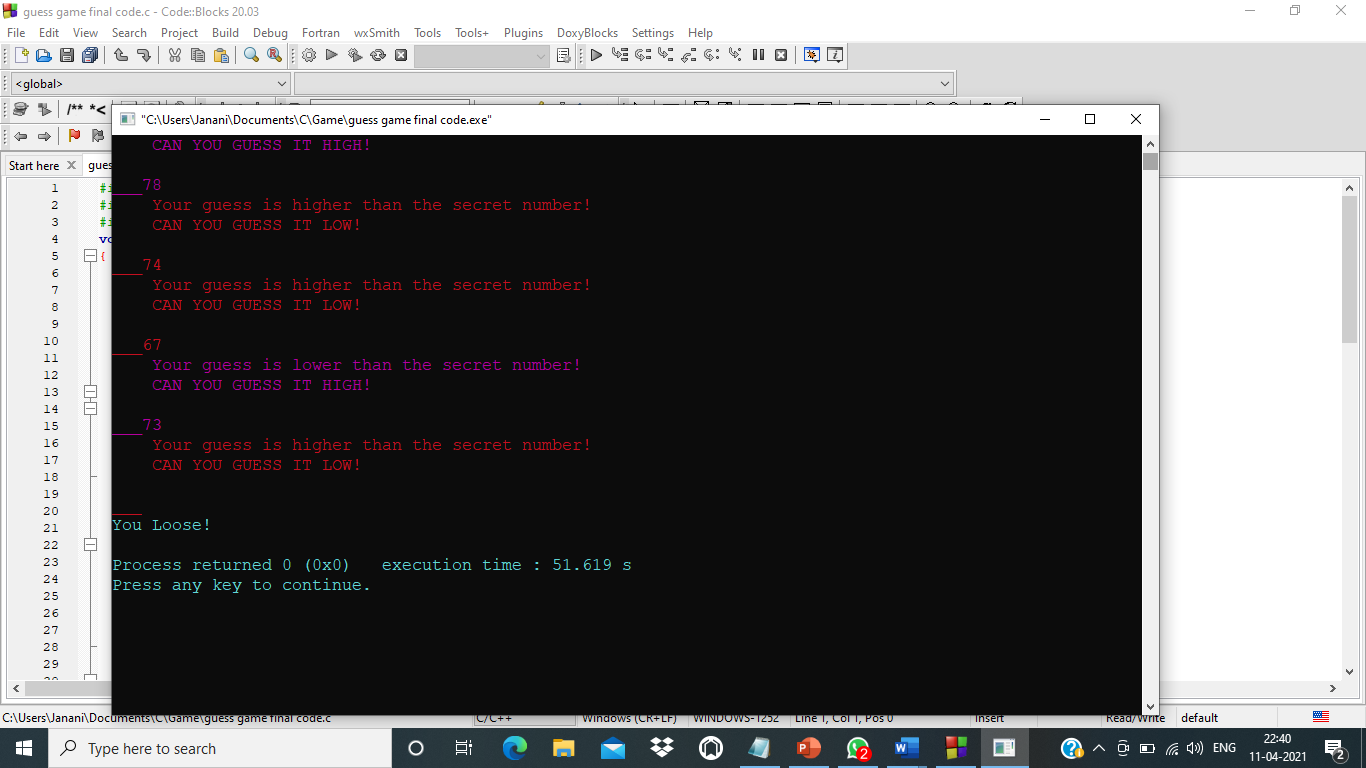 guess game final code.c - Code::Blocks 20.03
File Edit View Search Project Build Debug Fortran wxSmith Tools Tools+ Plugins DoxyBlocks Settings Help
<global>
/** *<
"C:\Users\Janani\Documents\C\Game\guess game final code.exe"
Start here
CAN YOU GUESS IT HIGH!
____78
Your guess is higher than the secret number!
CAN YOU GUESS IT LOW!
____74
Your guess is higher than the secret number!
CAN YOU GUESS IT LOW!
____67
Your guess is lower than the secret number!
CAN YOU GUESS IT HIGH!
____73
Your guess is higher than the secret number!
CAN YOU GUESS IT LOW!
____
You Loose!
Process returned 0 (0x0)   execution time : 51.619 s
Press any key to continue.
1
2
3
4
5 {
6
7
8
9
10
11
12
13
14
15
16
17
18
19
20
21
22
23
24
25
26
27
28
29
C:\Users\Janani\Documents\C\Game\guess game final code.c C/C++ Windows (CR+LF) WINDOWS-1252 Line 1, Col 1, Pos 0 Insert Read/Write default
Type here to search
ENG
22:40
11-04-2021
2
2